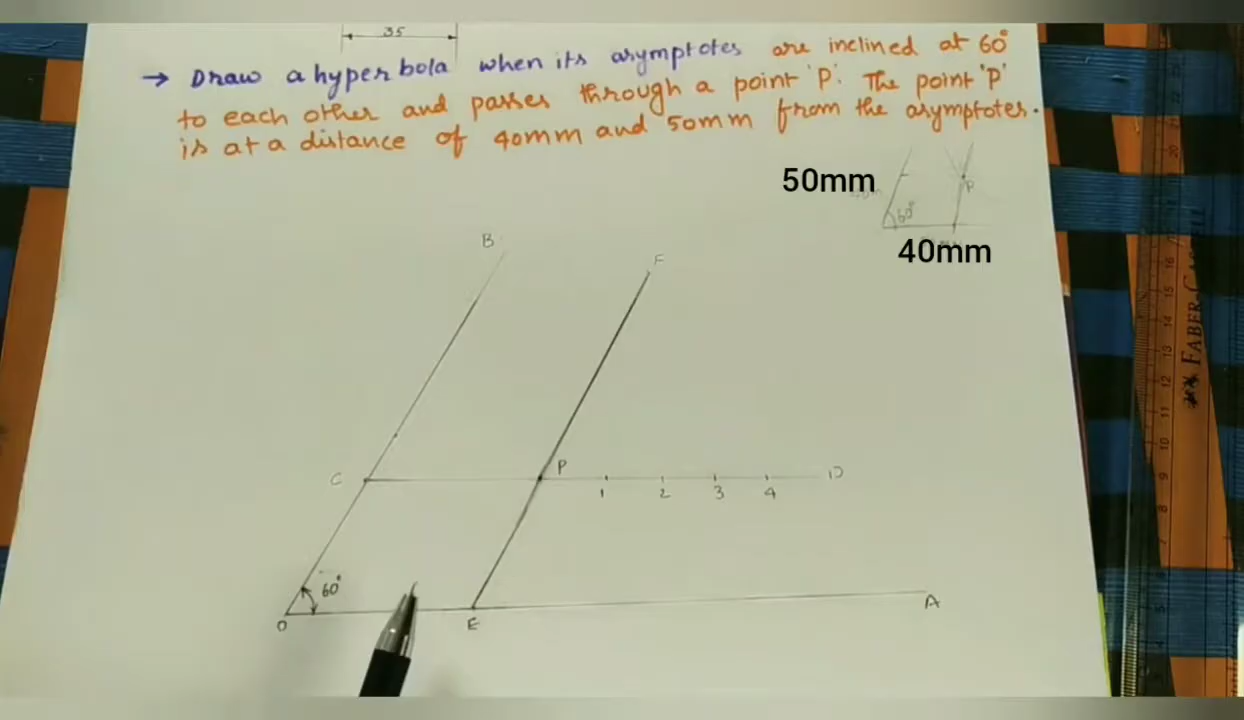 35
→ Draw a hyperbola when its asymptotes are inclined at 60°
to each other and passes through a point 'P'. The point 'P'
is at a distance of 40mm and 50mm from the asymptotes.
50mm
P
60°
40mm
B
F
C
P
1 2 3 4
D
60°
O
E
A
FABER-CASTELL